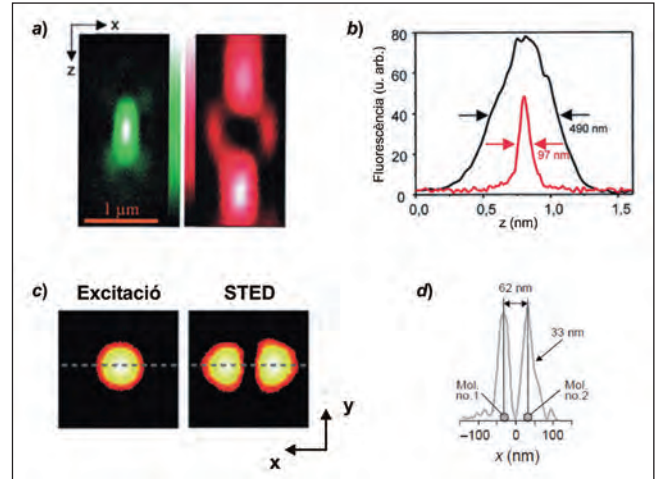 a)
x
z
1 µm
b)
Fluorescència (u. arb.)
80
60
40
20
0
490 nm
97 nm
0,0
0,5
1,0
1,5
z (nm)
c)
Excitació
STED
y
x
d)
62 nm
33 nm
Mol.
no.1
Mol.
no.2
−100
0
100
x (nm)